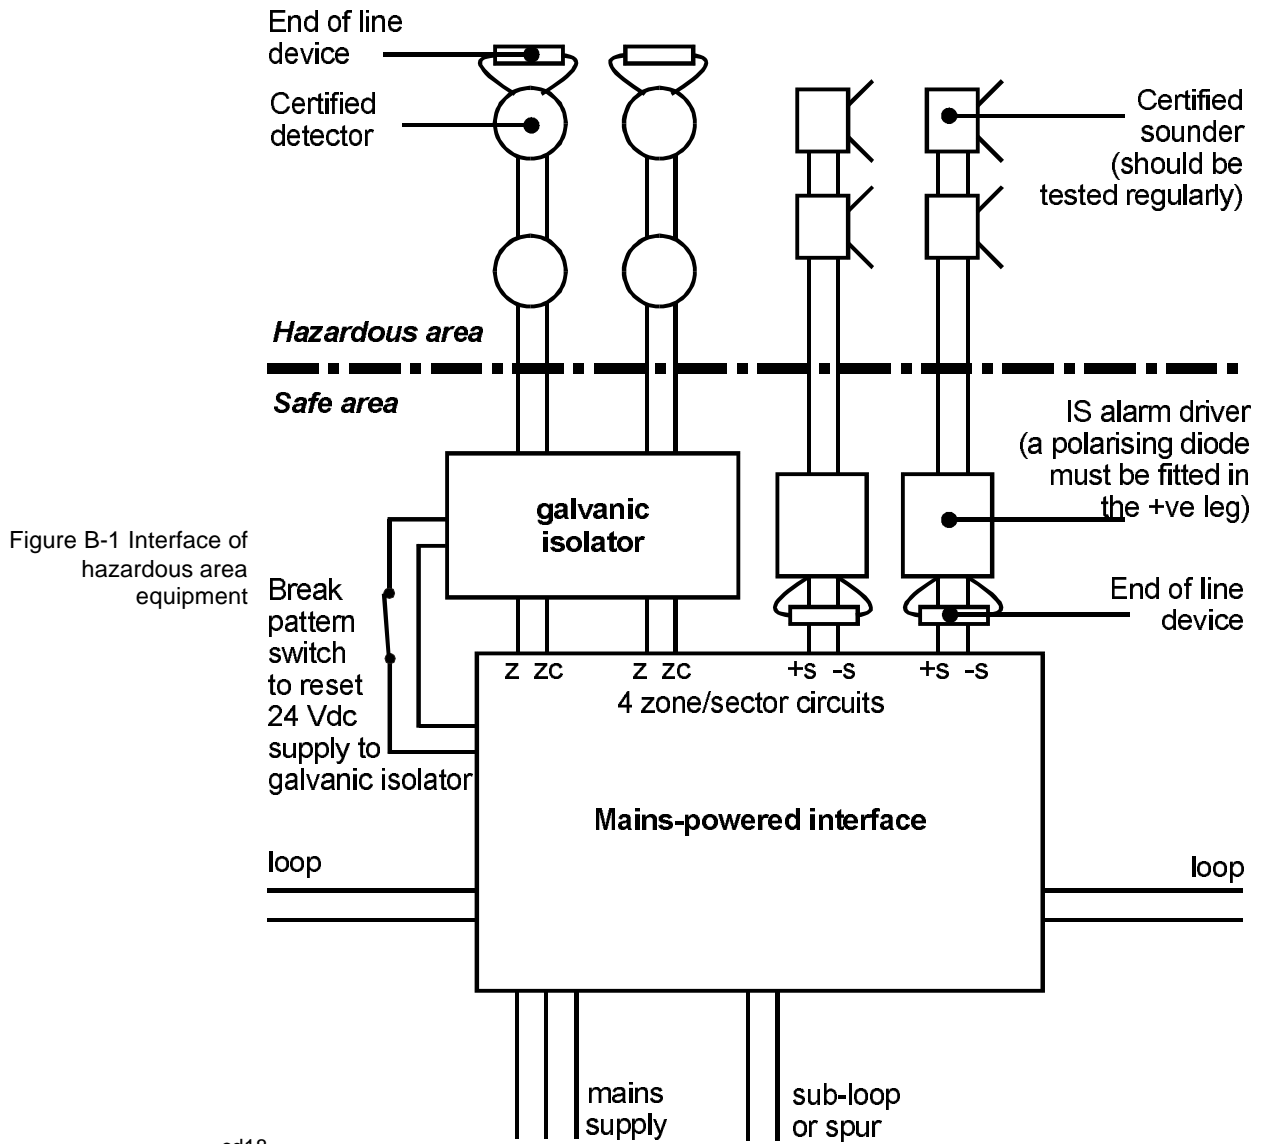 End of line
device
Certified
detector
Certified
sounder
(should be
tested regularly)
Hazardous area
Safe area
IS alarm driver
(a polarising diode
must be fitted in
the +ve leg)
galvanic
isolator
Figure B-1 Interface of
hazardous area
equipment
Break
pattern
switch
to reset
24 Vdc
supply to
galvanic isolator
End of line
device
z zc z zc +s -s +s -s
4 zone/sector circuits
Mains-powered interface
loop
loop
mains
supply
sub-loop
or spur